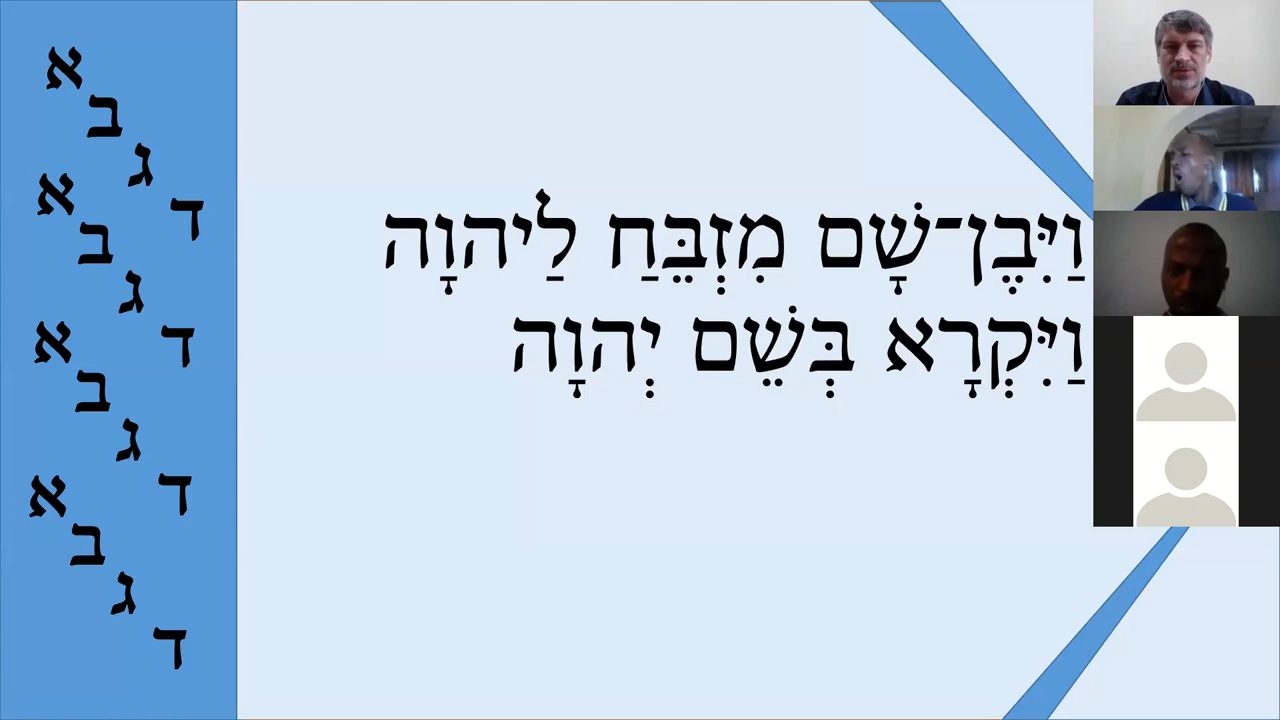 א
ב
ג
ד
א
ב
ג
ד
א
ב
ג
ד
א
ב
ג
ד
וַיִּבֶן־שָׁם מִזְבֵּחַ לַיהוָה
וַיִּקְרָא בְּשֵׁם יְהוָה